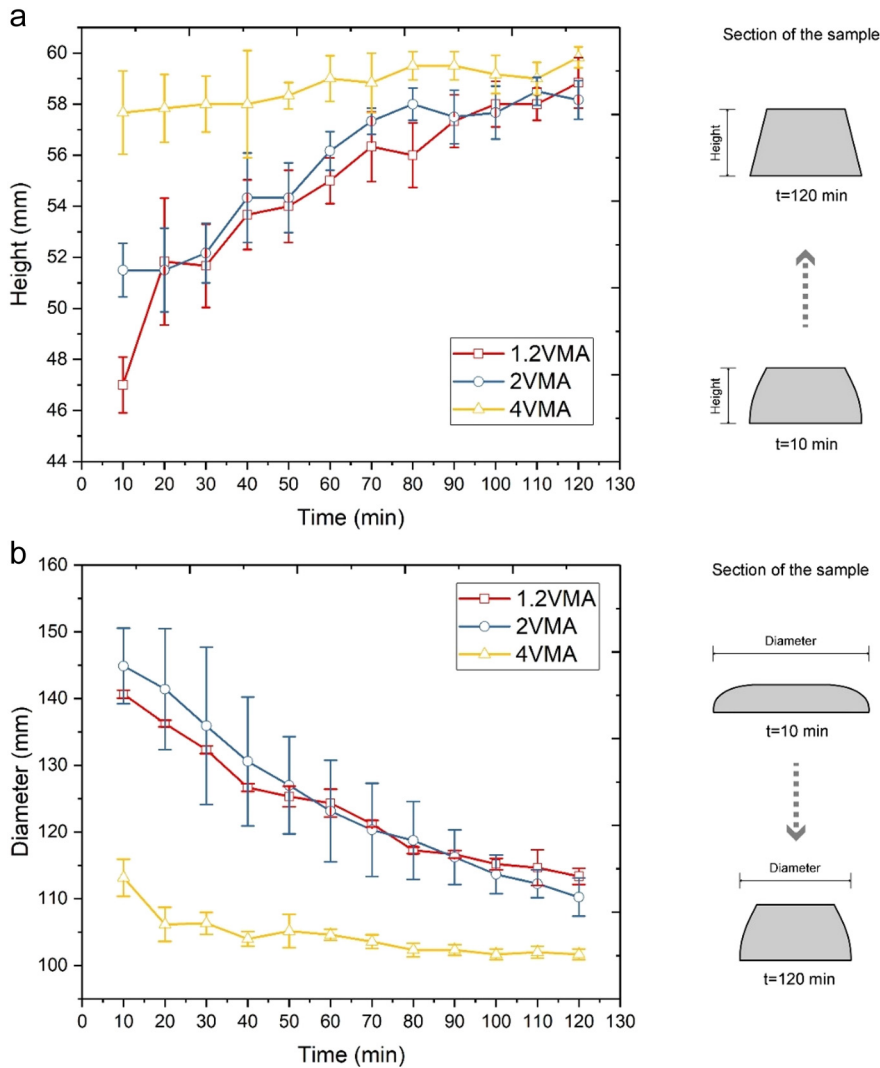 a
60
58
56
54
52
50
48
46
44
Height (mm)
1.2VMA
2VMA
4VMA
0 10 20 30 40 50 60 70 80 90 100 110 120 130
Time (min)
Section of the sample
Height
t=120 min
Height
t=10 min
b
160
150
140
130
120
110
100
Diameter (mm)
1.2VMA
2VMA
4VMA
0 10 20 30 40 50 60 70 80 90 100 110 120 130
Time (min)
Section of the sample
Diameter
t=10 min
Diameter
t=120 min